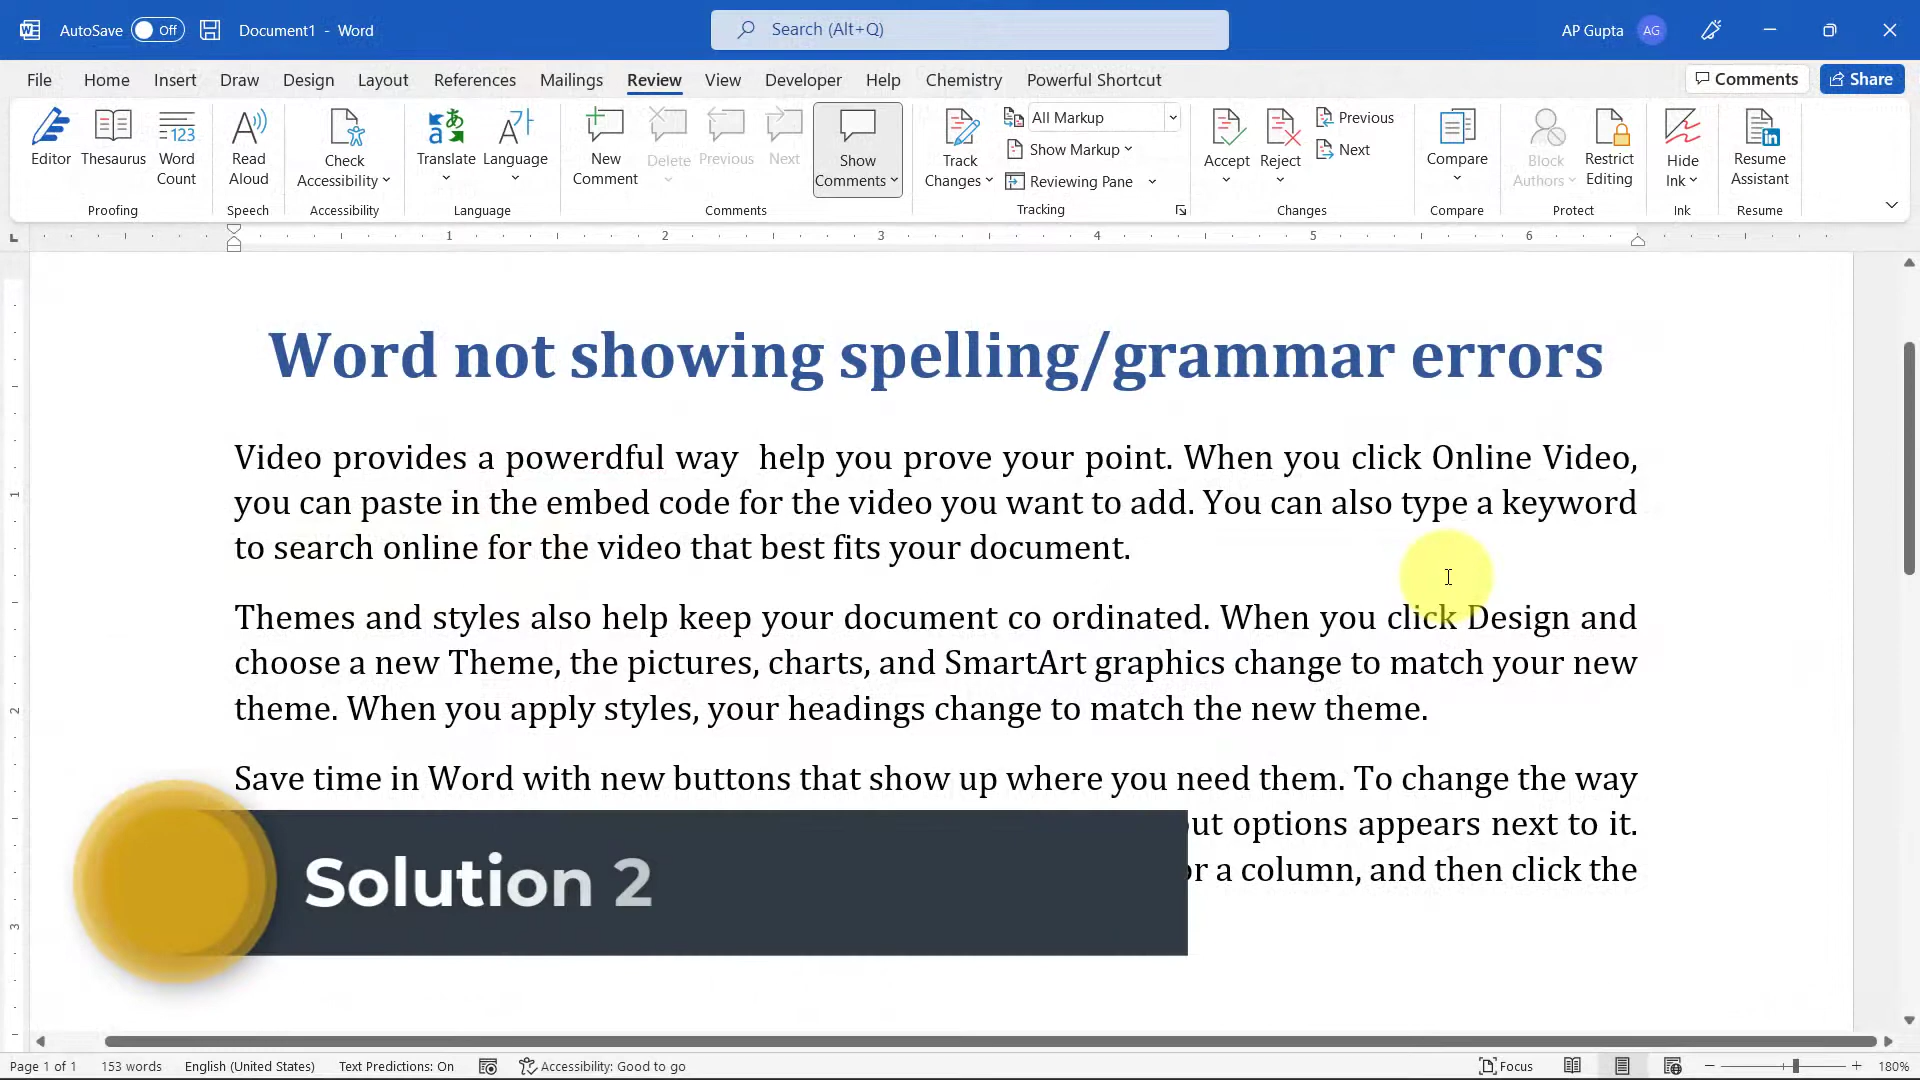 AutoSave Off Document1 - Word Search (Alt+Q) AP Gupta AG
File Home Insert Draw Design Layout References Mailings Review View Developer Help Chemistry Powerful Shortcut Comments Share
Editor Thesaurus Word Count Read Aloud Check Accessibility Translate Language New Comment Delete Previous Next Show Comments Track Changes All Markup Show Markup Reviewing Pane Accept Reject Previous Next Compare Block Authors Restrict Editing Hide Ink Resume Assistant
Proofing Speech Accessibility Language Comments Tracking Changes Compare Protect Ink Resume
1 2 3 4 5 6
Word not showing spelling/grammar errors
Video provides a powerdful way  help you prove your point. When you click Online Video,
you can paste in the embed code for the video you want to add. You can also type a keyword
to search online for the video that best fits your document.
Themes and styles also help keep your document co ordinated. When you click Design and
choose a new Theme, the pictures, charts, and SmartArt graphics change to match your new
theme. When you apply styles, your headings change to match the new theme.
Save time in Word with new buttons that show up where you need them. To change the way
options appears next to it.
a column, and then click the
Solution 2
1
2
3
Page 1 of 1 153 words English (United States) Text Predictions: On Accessibility: Good to go Focus 180%